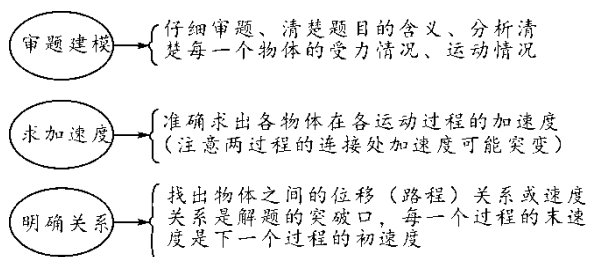 审题建模
仔细审题、清楚题目的含义、分析清
楚每一个物体的受力情况、运动情况
求加速度
准确求出各物体在各运动过程的加速度
(注意两过程的连接处加速度可能突变)
明确关系
找出物体之间的位移(路程)关系或速度
关系是解题的突破口，每一个过程的末速
度是下一个过程的初速度